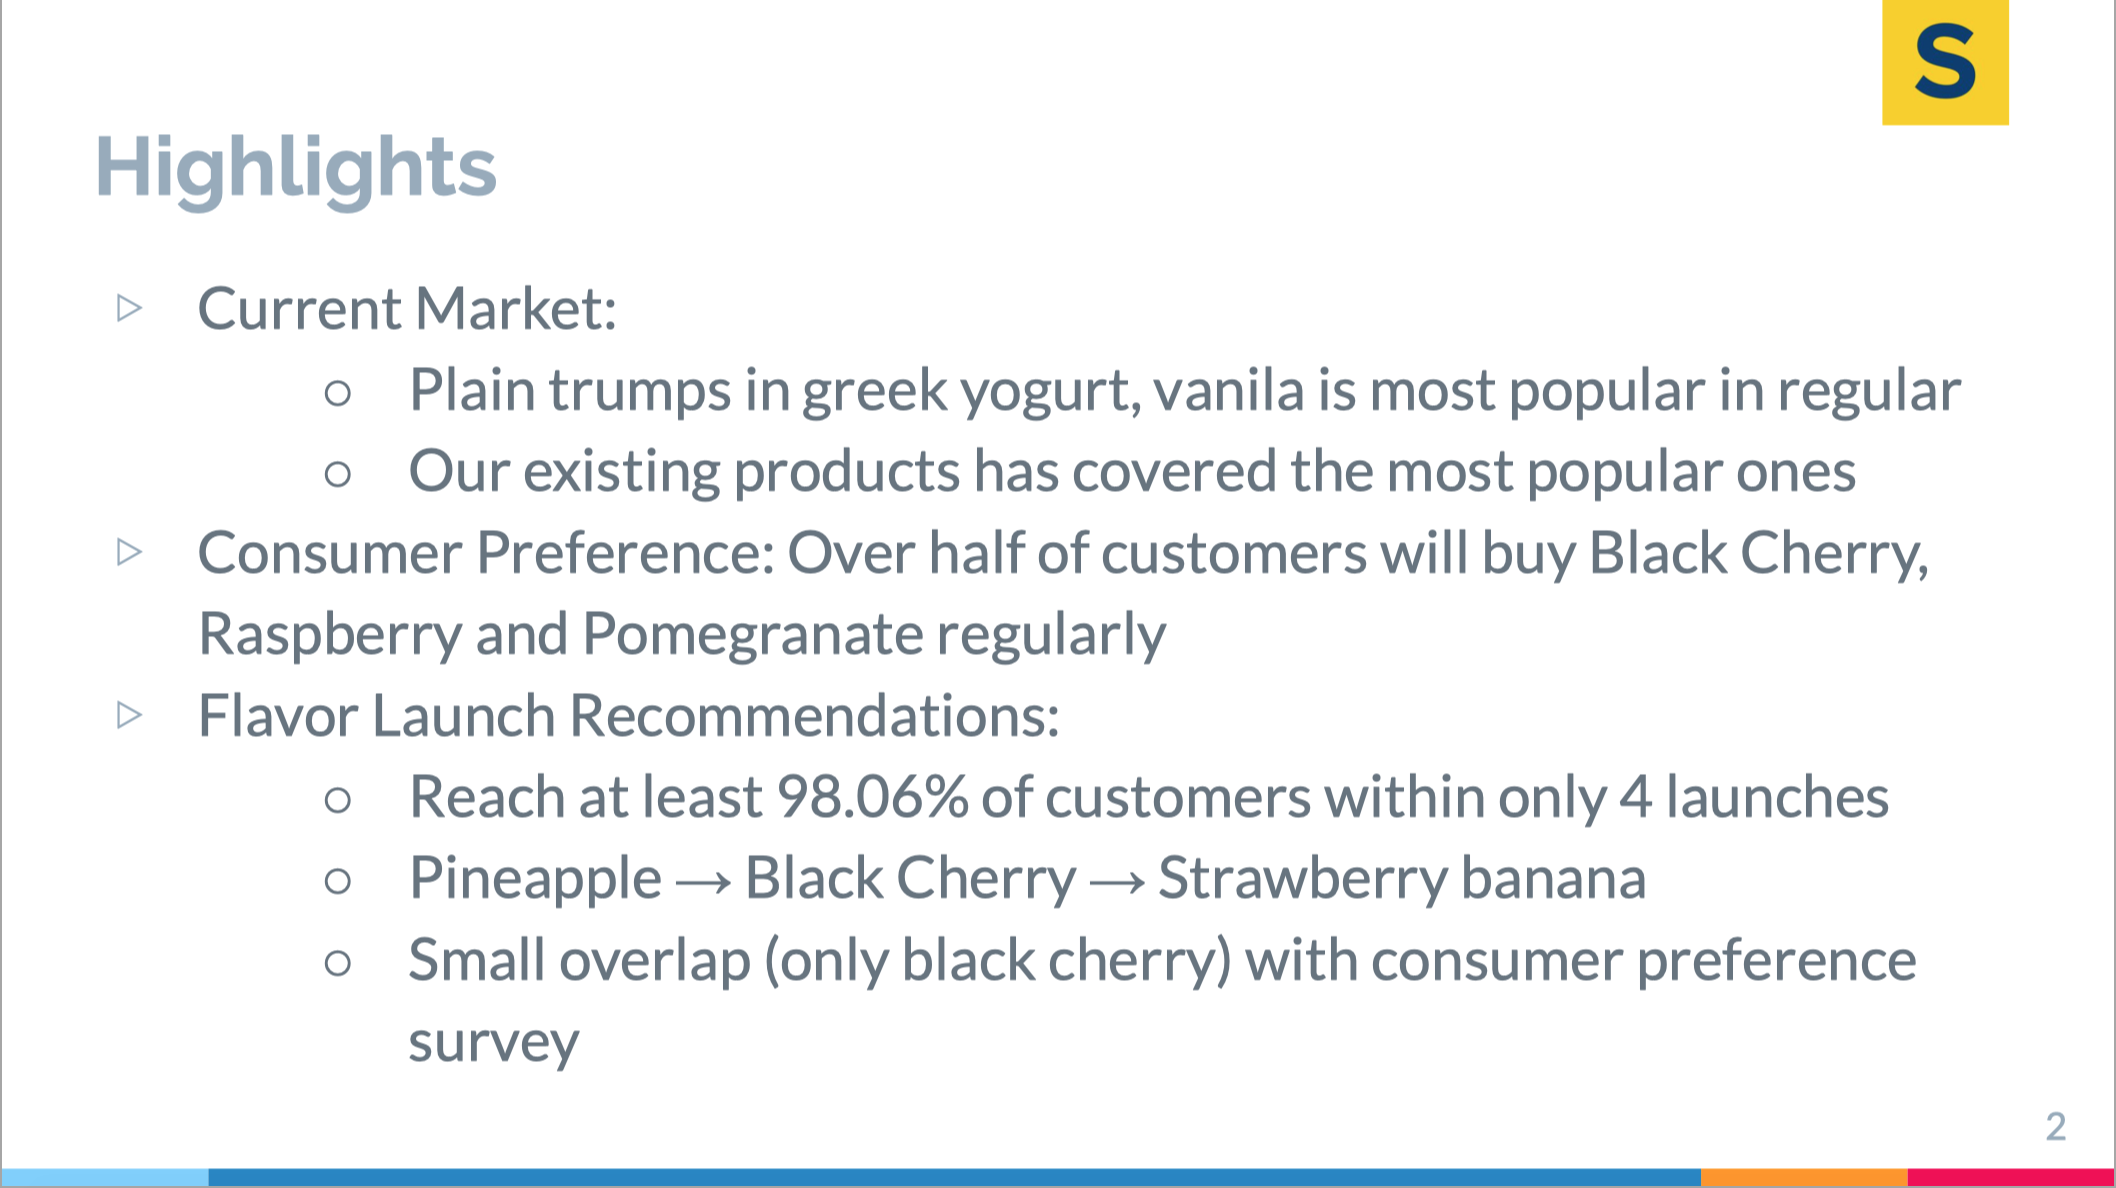 S
Highlights
▷ Current Market:
○ Plain trumps in greek yogurt, vanila is most popular in regular
○ Our existing products has covered the most popular ones
▷ Consumer Preference: Over half of customers will buy Black Cherry,
Raspberry and Pomegranate regularly
▷ Flavor Launch Recommendations:
○ Reach at least 98.06% of customers within only 4 launches
○ Pineapple → Black Cherry → Strawberry banana
○ Small overlap (only black cherry) with consumer preference
survey
2